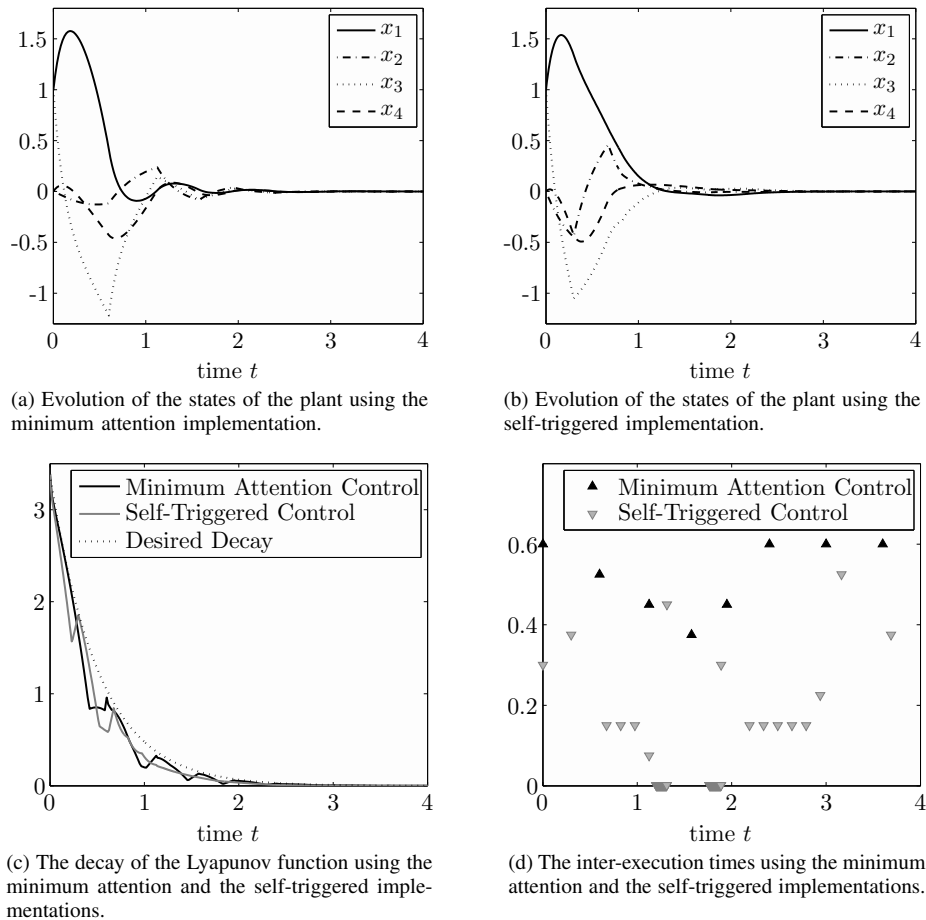 1.5
1
0.5
0
-0.5
-1
x1
x2
x3
x4
0 1 2 3 4
time t
(a) Evolution of the states of the plant using the
minimum attention implementation.
1.5
1
0.5
0
-0.5
-1
x1
x2
x3
x4
0 1 2 3 4
time t
(b) Evolution of the states of the plant using the
self-triggered implementation.
3
2
1
0
Minimum Attention Control
Self-Triggered Control
Desired Decay
0 1 2 3 4
time t
(c) The decay of the Lyapunov function using the
minimum attention and the self-triggered imple-
mentations.
0.6
0.4
0.2
0
Minimum Attention Control
Self-Triggered Control
0 1 2 3 4
time t
(d) The inter-execution times using the minimum
attention and the self-triggered implementations.